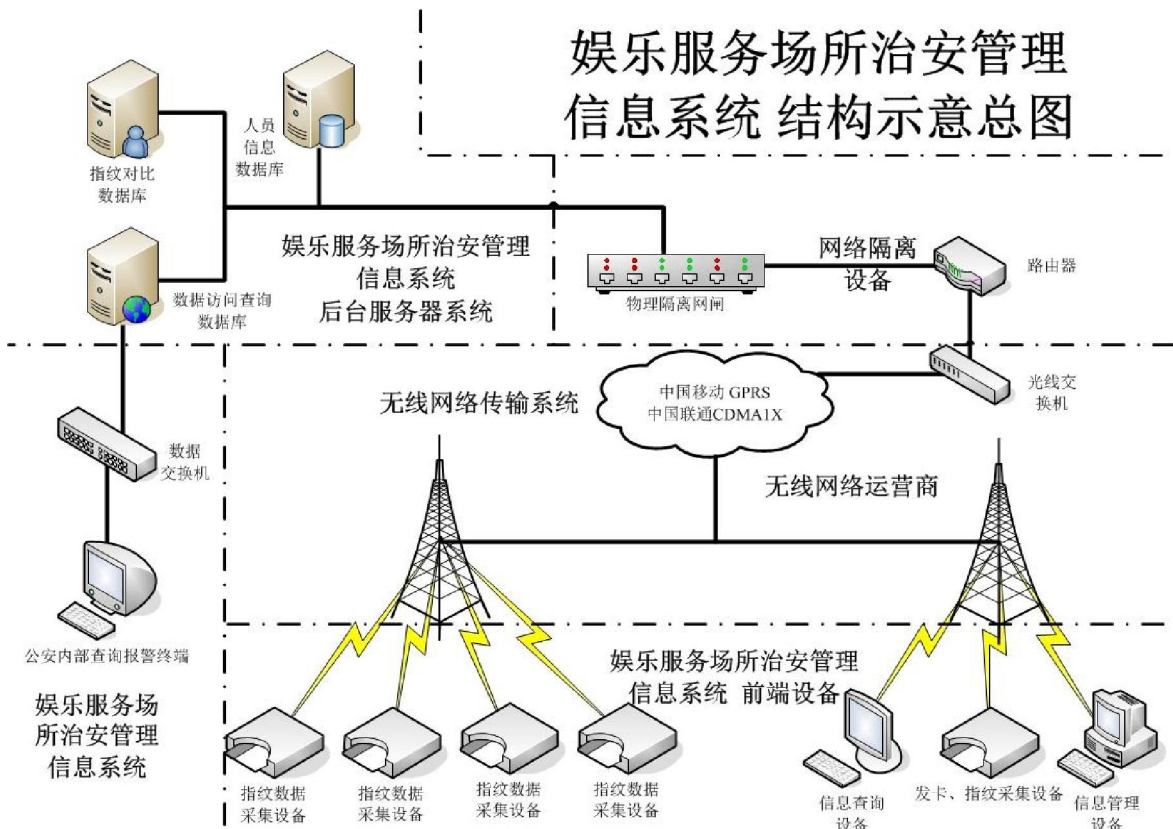 娱乐服务场所治安管理
信息系统 结构示意总图
人员
信息
数据库
指纹对比
数据库
娱乐服务场所治安管理
信息系统
后台服务器系统
数据访问查询
数据库
网络隔离
设备
路由器
物理隔离网闸
无线网络传输系统
中国移动 GPRS
中国联通CDMA1X
光线交
换机
数据
交换机
无线网络运营商
公安内部查询报警终端
娱乐服务场
所治安管理
信息系统
娱乐服务场所治安管理
信息系统 前端设备
指纹数据
采集设备
指纹数据
采集设备
指纹数据
采集设备
指纹数据
采集设备
信息查询
设备
发卡、指纹采集设备
信息管理
设备